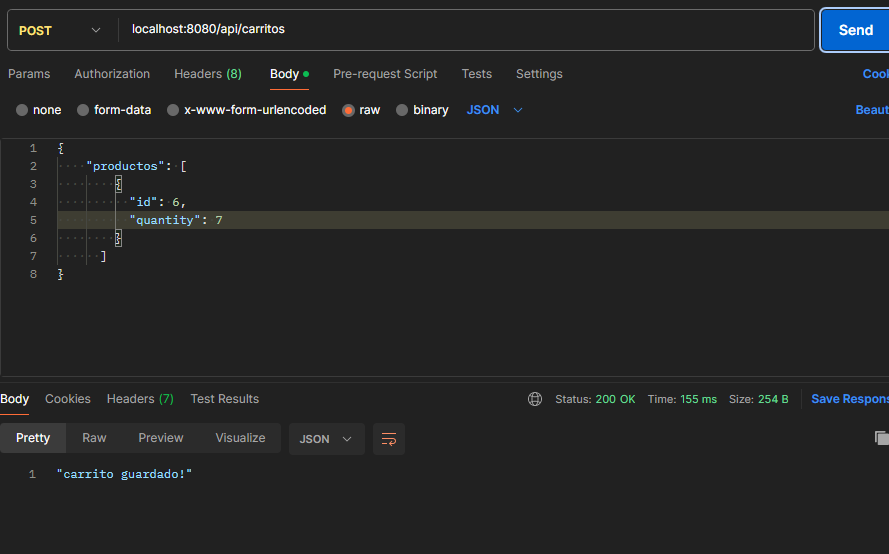 POST localhost:8080/api/carritos Send
Params Authorization Headers (8) Body Pre-request Script Tests Settings Cool
none form-data x-www-form-urlencoded raw binary JSON Beaut
1 {
2 "productos": [
3 {
4 "id": 6,
5 "quantity": 7
6 }
7 ]
8 }
Body Cookies Headers (7) Test Results Status: 200 OK Time: 155 ms Size: 254 B Save Respons
Pretty Raw Preview Visualize JSON
1 "carrito guardado!"